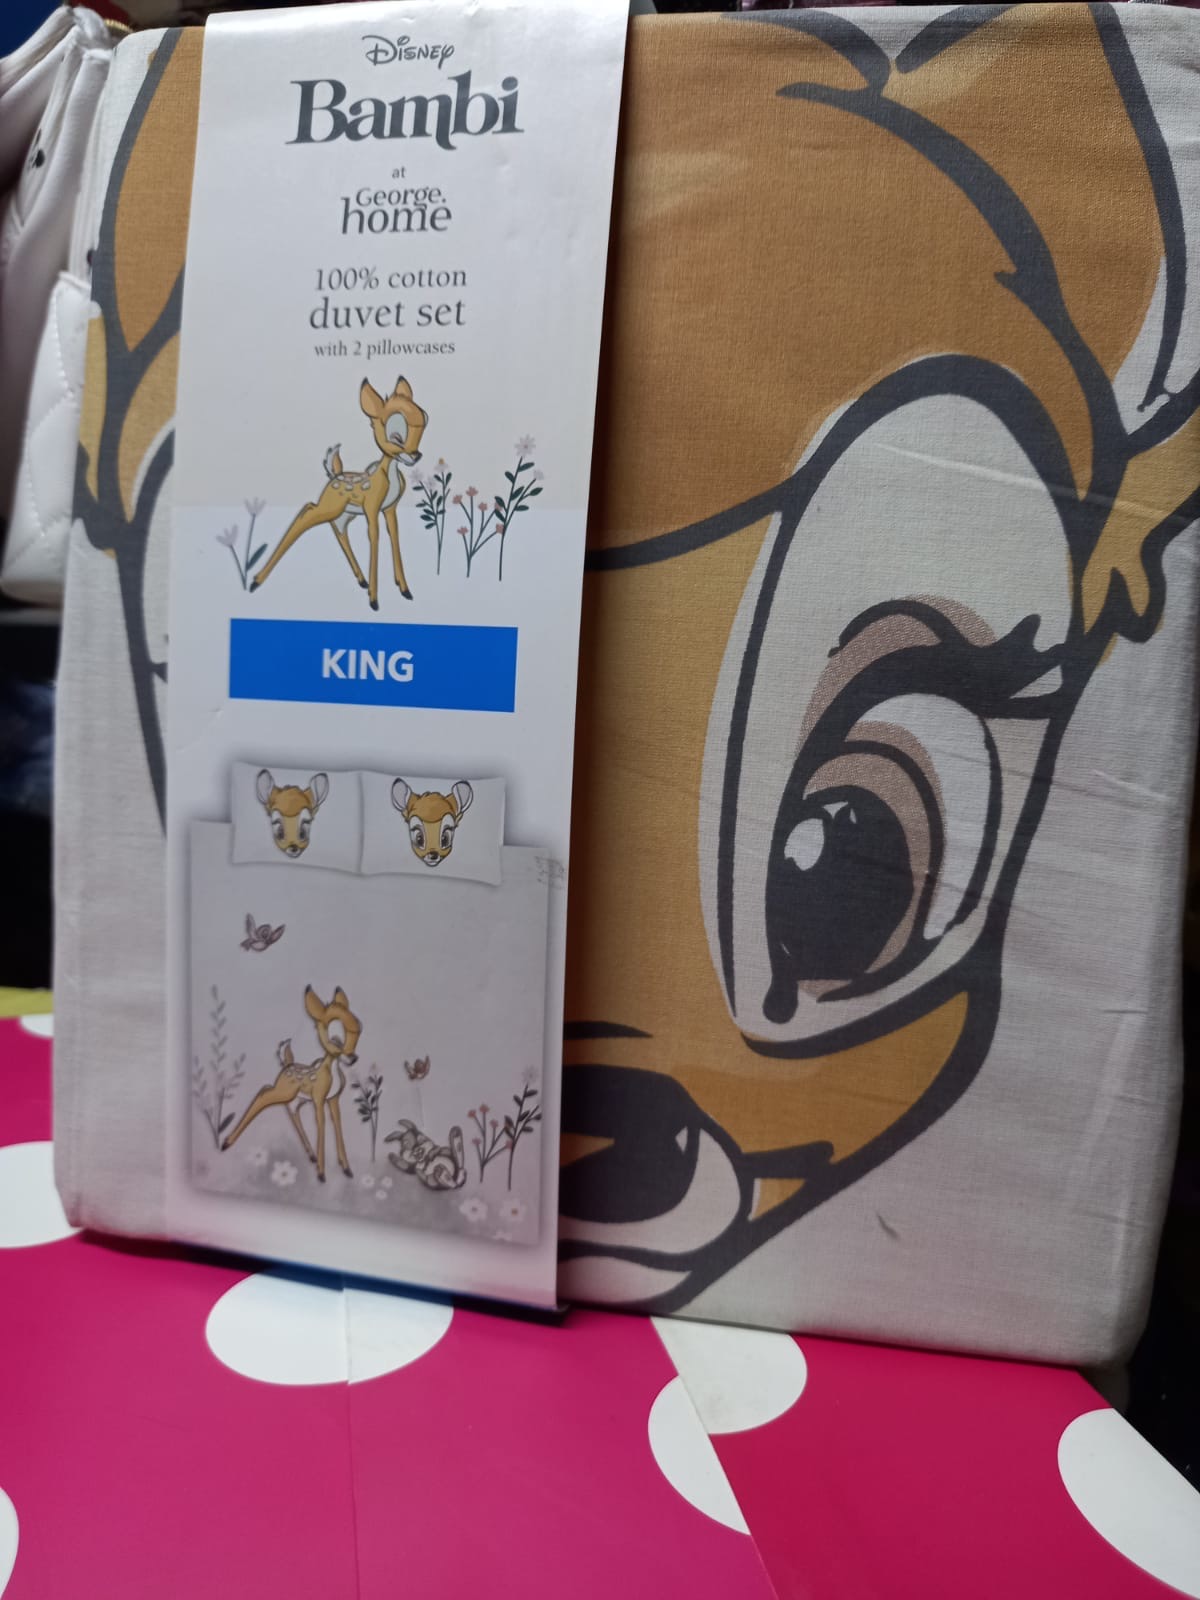 Disney
Bambi
at
George.
home
100% cotton
duvet set
with 2 pillowcases
KING